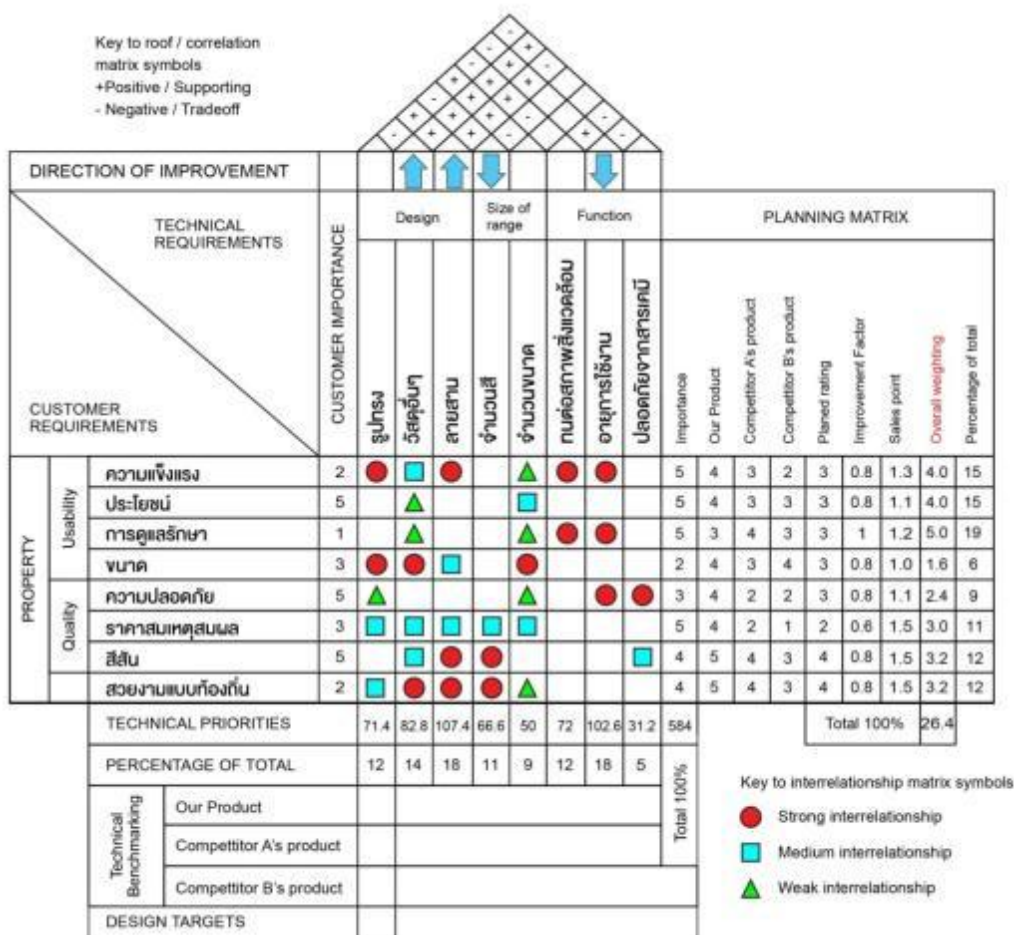 Key to roof / correlation
matrix symbols
+Positive / Supporting
- Negative / Tradeoff
DIRECTION OF IMPROVEMENT
TECHNICAL
REQUIREMENTS
CUSTOMER
REQUIREMENTS
CUSTOMER IMPORTANCE
Design
Size of
range
Function
PLANNING MATRIX
รูปทรง
วัสดุอื่นๆ
ลายสาน
จำนวนสี
จำนวนขนาด
ทนต่อสภาพสิ่งแวดล้อม
อายุการใช้งาน
ปลอดภัยจากสารเคมี
Importance
Our Product
Competitor A's product
Competitor B's product
Planed rating
Improvement Factor
Sales point
Overall weighting
Percentage of total
PROPERTY
Usability
ความแข็งแรง 2 5 4 3 2 3 0.8 1.3 4.0 15
ประโยชน์ 5 5 4 3 3 3 0.8 1.1 4.0 15
การดูแลรักษา 1 5 3 4 3 3 1 1.2 5.0 19
ขนาด 3 2 4 3 4 3 0.8 1.0 1.6 6
Quality
ความปลอดภัย 5 3 4 2 2 3 0.8 1.1 2.4 9
ราคาสมเหตุสมผล 3 5 4 2 1 2 0.6 1.5 3.0 11
สีสัน 5 4 5 4 3 4 0.8 1.5 3.2 12
สวยงามแบบท้องถิ่น 2 4 5 4 3 4 0.8 1.5 3.2 12
TECHNICAL PRIORITIES 71.4 82.8 107.4 66.6 50 72 102.6 31.2 584
Total 100% 26.4
PERCENTAGE OF TOTAL 12 14 18 11 9 12 18 5
Total 100%
Technical
Benchmarking
Our Product
Compettitor A's product
Compettitor B's product
DESIGN TARGETS
Key to interrelationship matrix symbols
Strong interrelationship
Medium interrelationship
Weak interrelationship